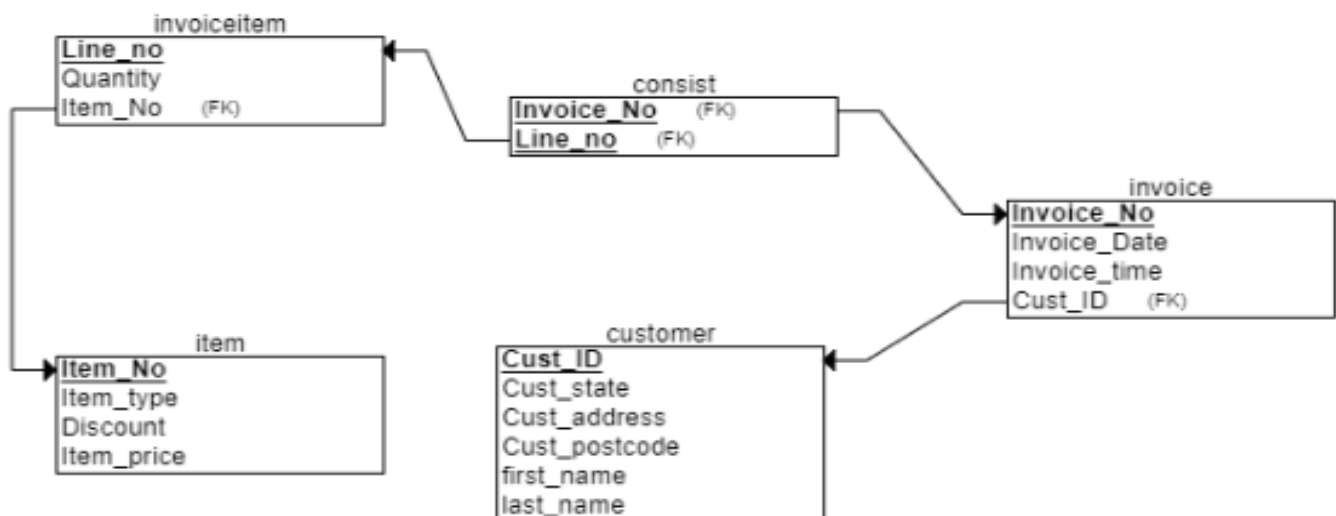 invoiceitem
Line_no
Quantity
Item_No (FK)
consist
Invoice_No (FK)
Line_no (FK)
invoice
Invoice_No
Invoice_Date
Invoice_time
Cust_ID (FK)
item
Item_No
Item_type
Discount
Item_price
customer
Cust_ID
Cust_state
Cust_address
Cust_postcode
first_name
last_name